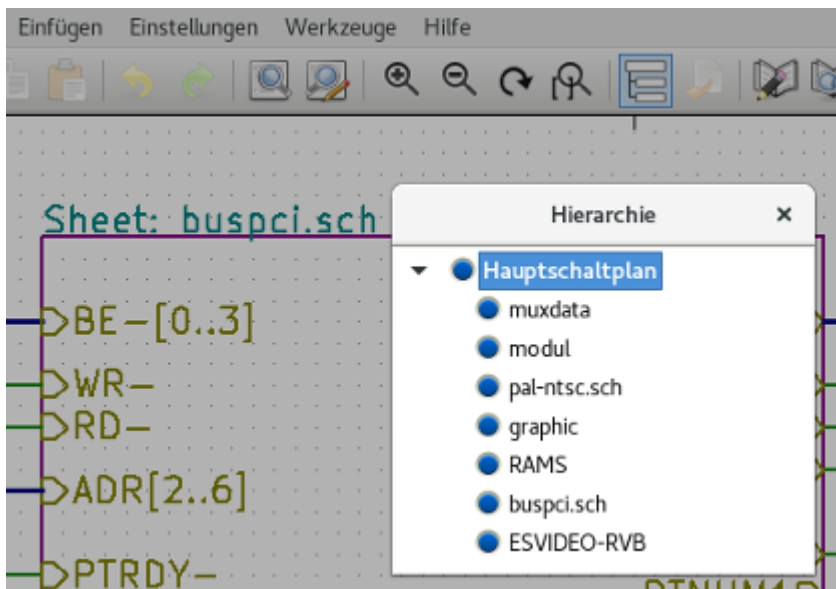 Einfügen Einstellungen Werkzeuge Hilfe
Sheet: buspci.sch
Hierarchie
Hauptschaltplan
muxdata
modul
pal-ntsc.sch
graphic
RAMS
buspci.sch
ESVIDEO-RVB
BE-[0..3]
WR-
RD-
ADR[2..6]
PTRDY-